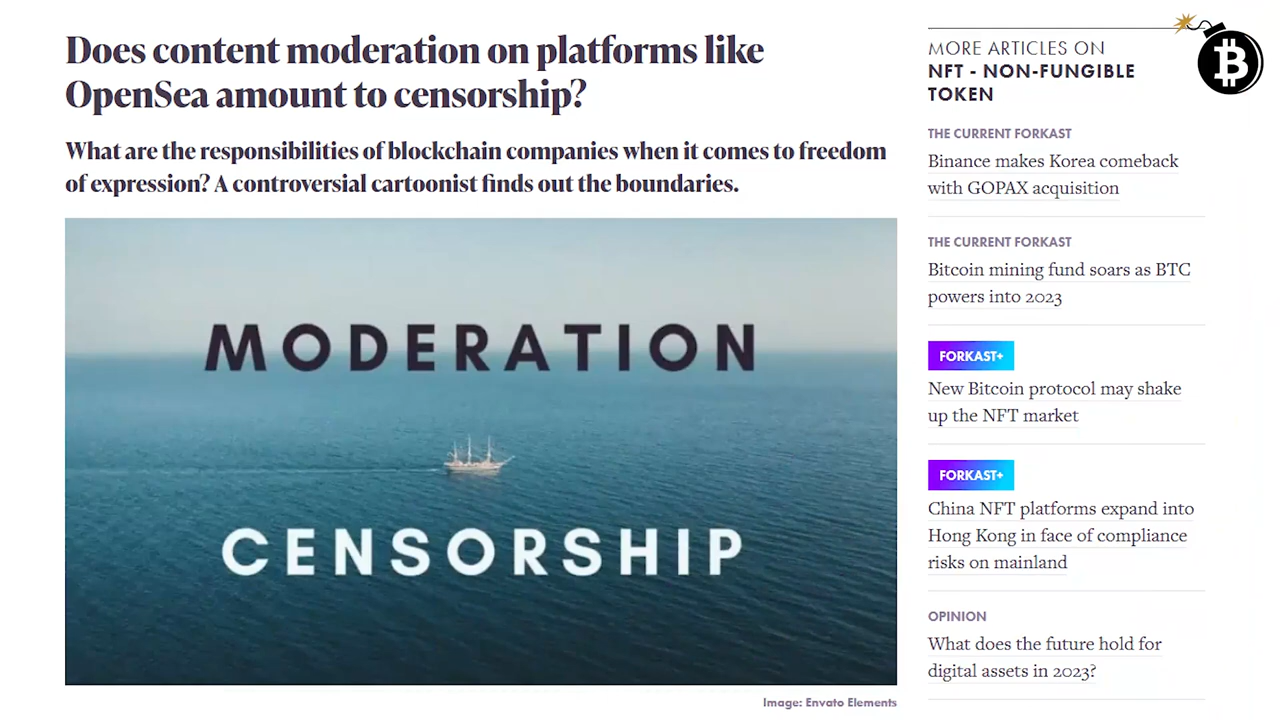 Does content moderation on platforms like
OpenSea amount to censorship?
What are the responsibilities of blockchain companies when it comes to freedom
of expression? A controversial cartoonist finds out the boundaries.
MODERATION
CENSORSHIP
Image: Envato Elements
MORE ARTICLES ON
NFT - NON-FUNGIBLE
TOKEN
THE CURRENT FORKAST
Binance makes Korea comeback
with GOPAX acquisition
THE CURRENT FORKAST
Bitcoin mining fund soars as BTC
powers into 2023
FORKAST+
New Bitcoin protocol may shake
up the NFT market
FORKAST+
China NFT platforms expand into
Hong Kong in face of compliance
risks on mainland
OPINION
What does the future hold for
digital assets in 2023?